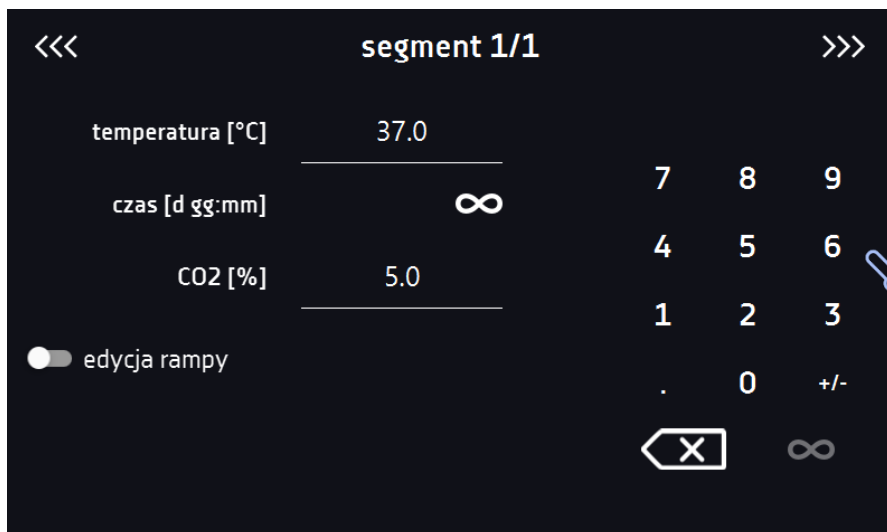 <<< segment 1/1 >>>
temperatura [°C] 37.0
czas [d gg:mm] ∞
CO2 [%] 5.0
edycja rampy
7 8 9
4 5 6
1 2 3
. 0 +/-
X ∞